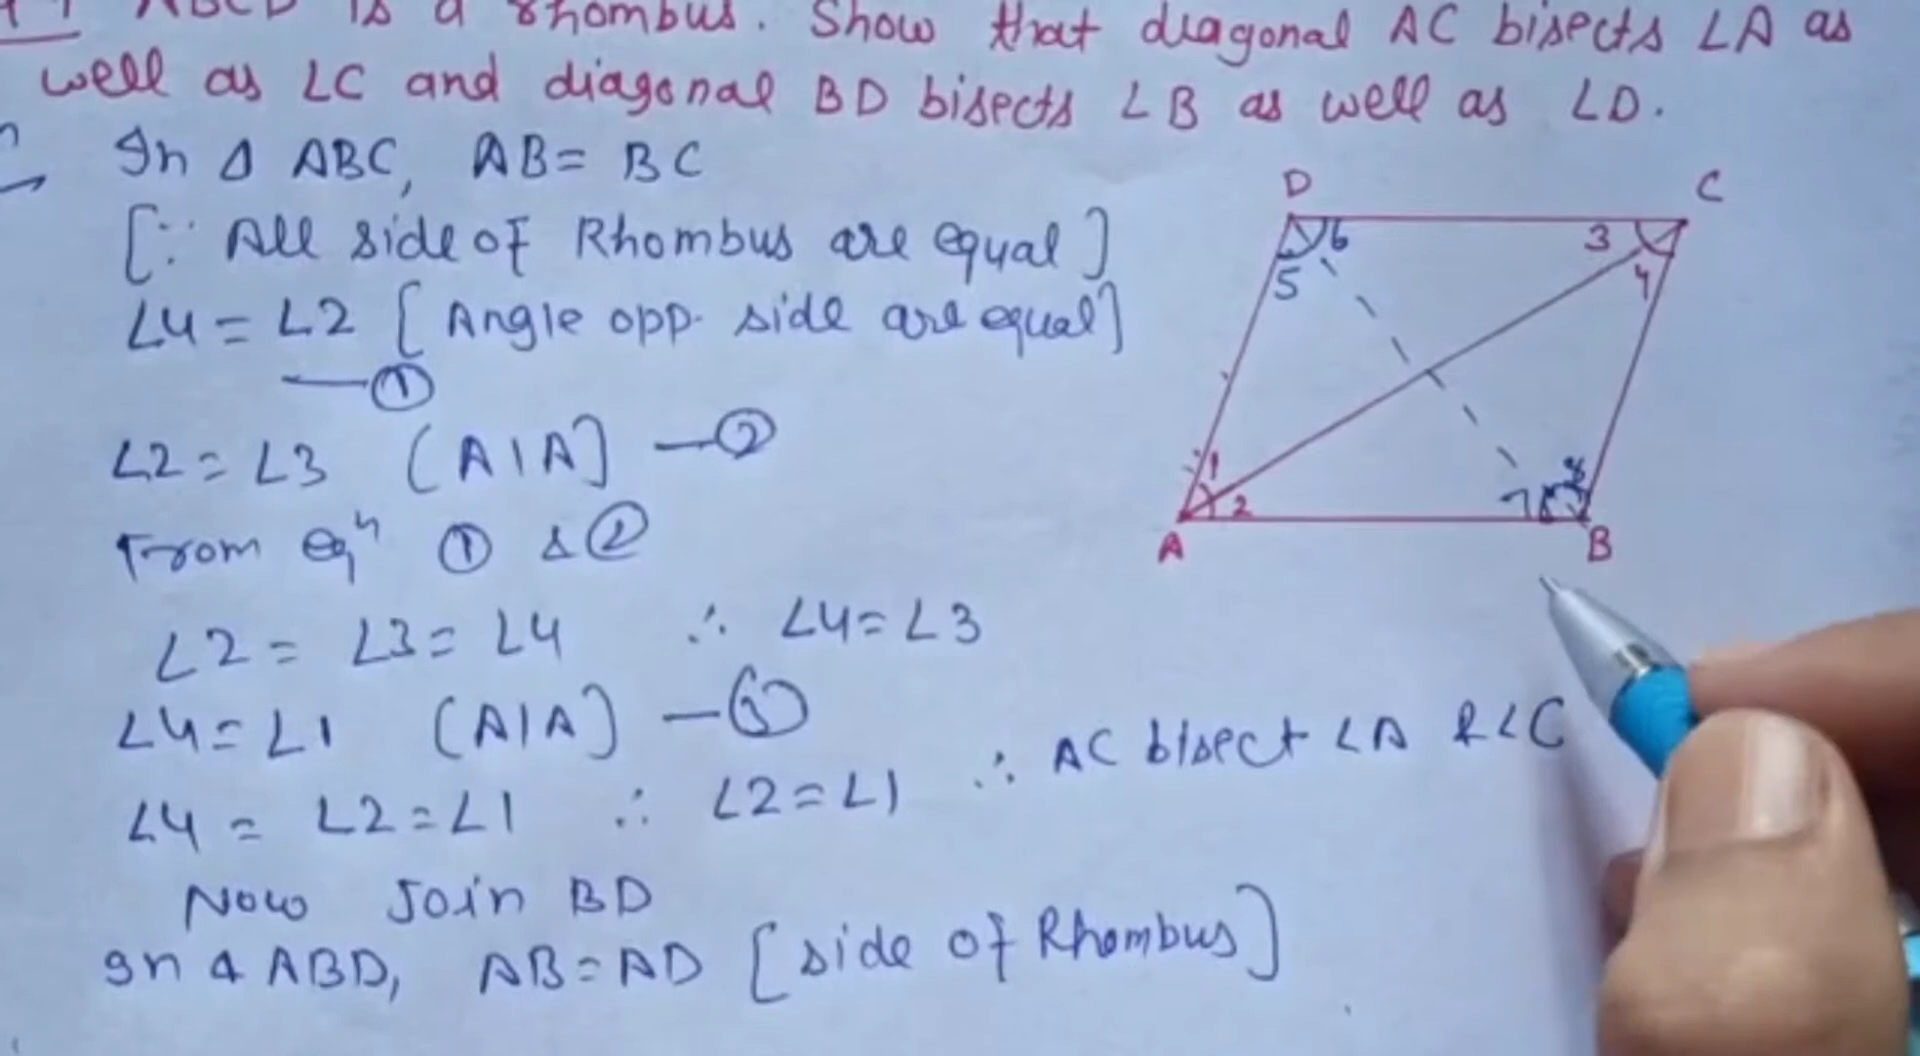 ABCD is a rhombus. Show that diagonal AC bisects ∠A as
well as ∠C and diagonal BD bisects ∠B as well as ∠D.
In Δ ABC, AB = BC
[∵ All side of Rhombus are equal]
∠4 = ∠2 [Angle opp. side are equal]
— ①
∠2 = ∠3 (AIA] — ②
From eqⁿ ① & ②
∠2 = ∠3 = ∠4 ∴ ∠4 = ∠3
∠4 = ∠1 (AIA]
∠4 = ∠2 = ∠1 ∴ ∠2 = ∠1 ∴ AC bisect ∠A & ∠C
Now Join BD
In Δ ABD, AB = AD [side of Rhombus]
D C
6 3
5 4
1
2 7 8
A B